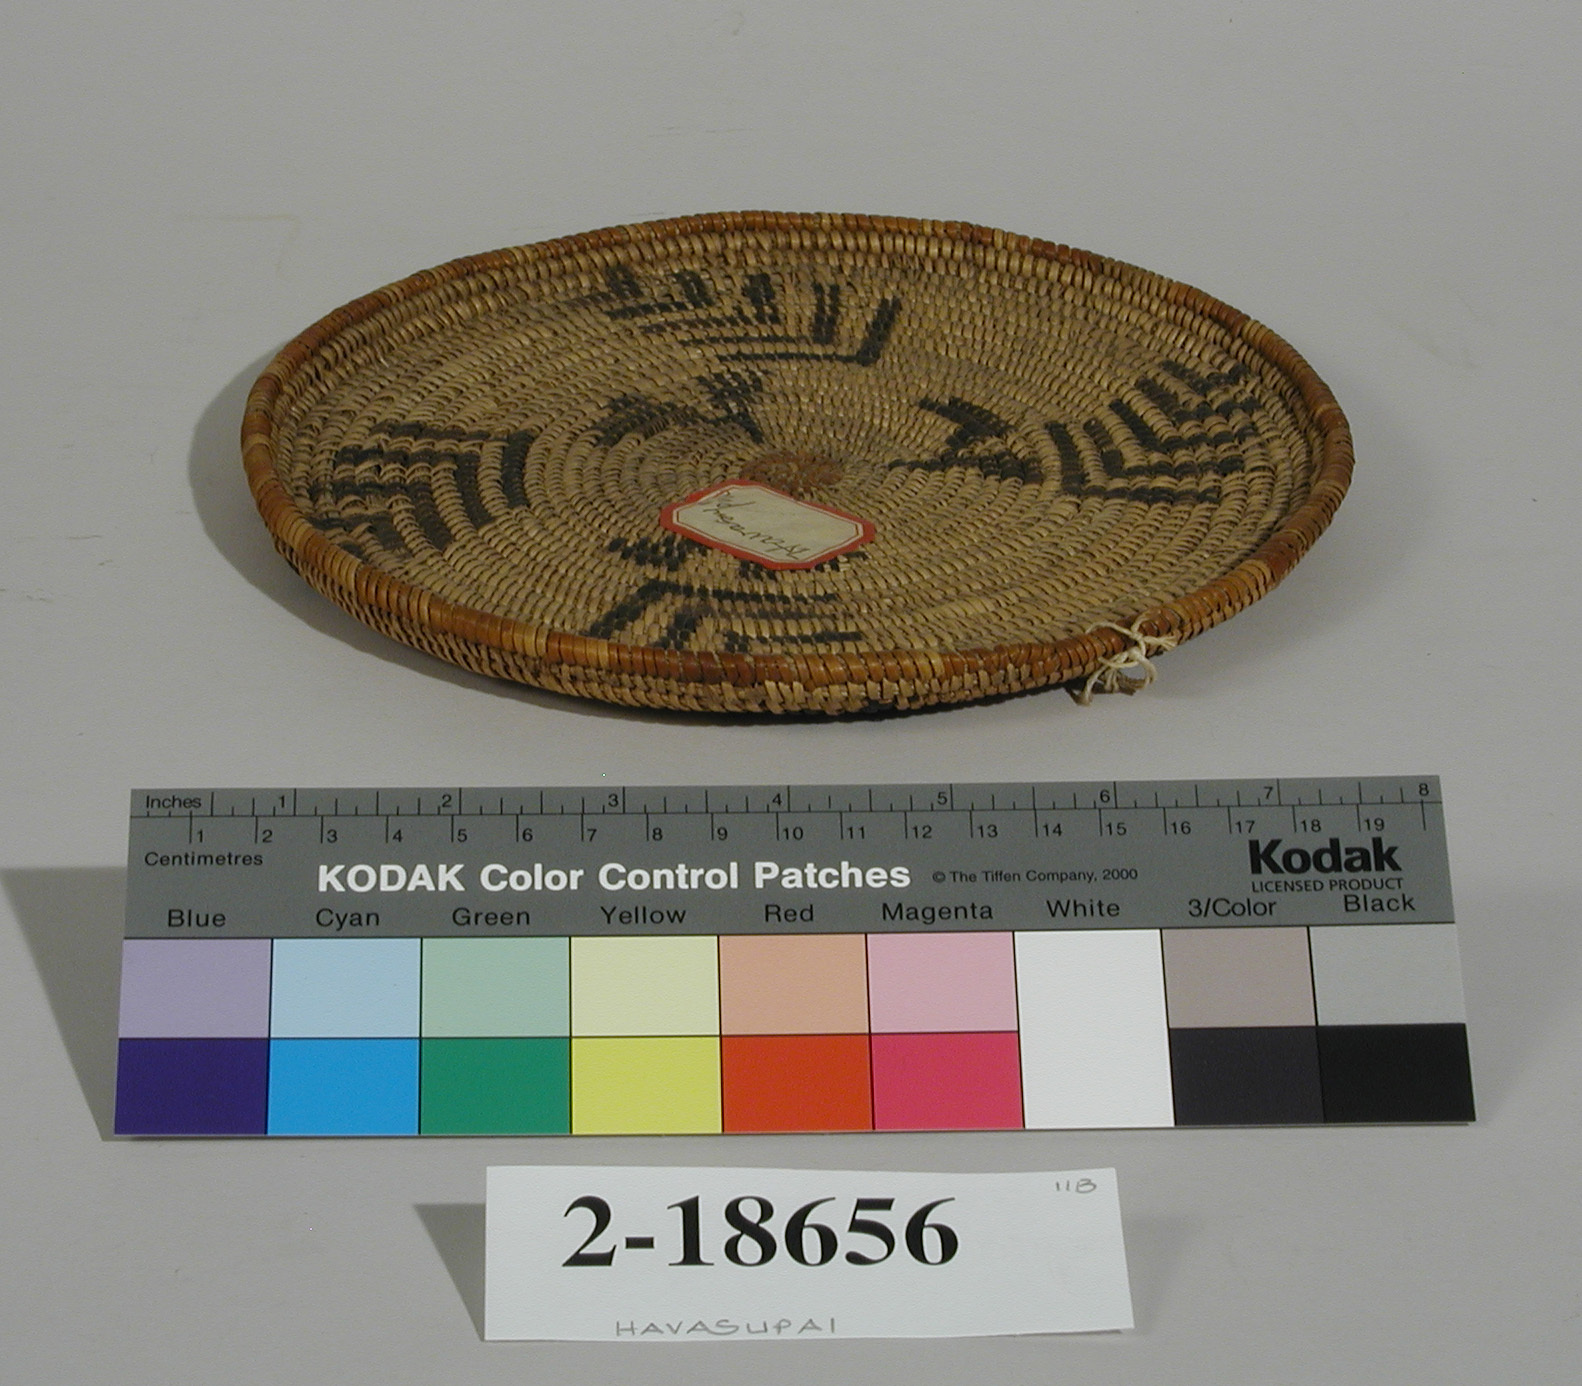 Inches 1 2 3 4 5 6 7 8
1 2 3 4 5 6 7 8 9 10 11 12 13 14 15 16 17 18 19
Centimetres
KODAK Color Control Patches © The Tiffen Company, 2000
Kodak
LICENSED PRODUCT
Blue Cyan Green Yellow Red Magenta White 3/Color Black
11B
2-18656
HAVASUPAI